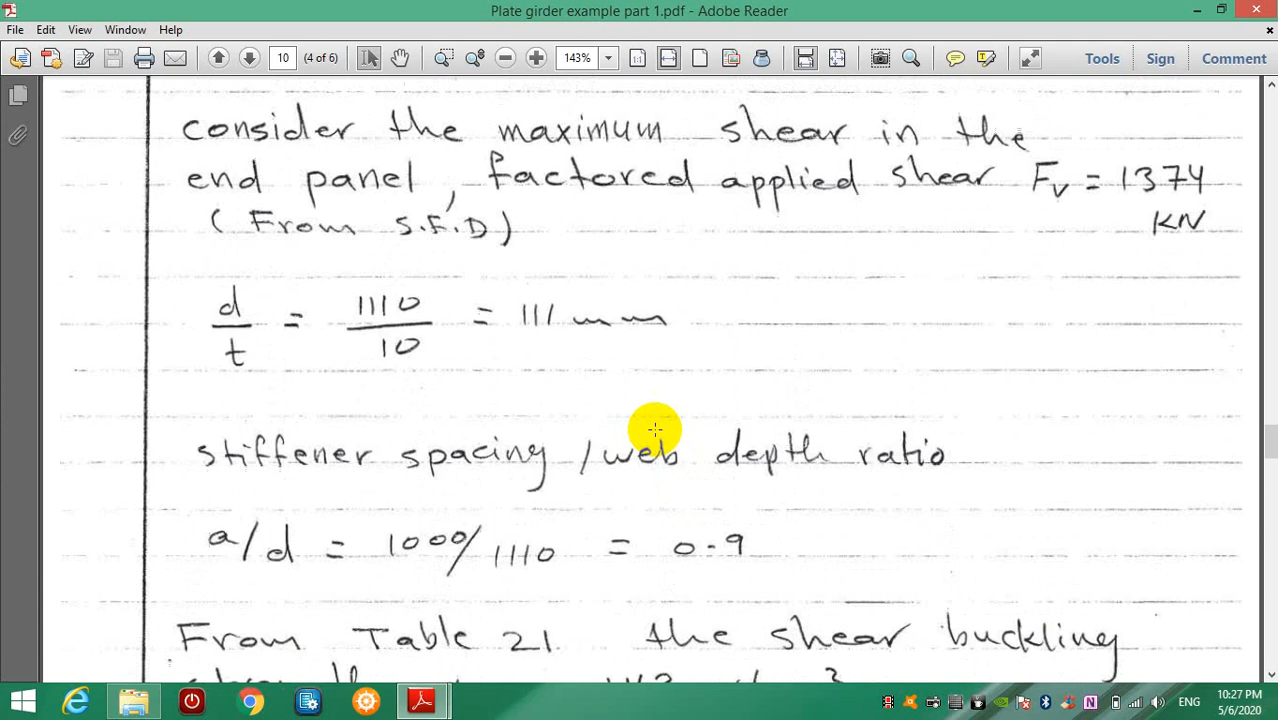 Plate girder example part 1.pdf - Adobe Reader
File Edit View Window Help
10 (4 of 6) 143% Tools Sign Comment
consider the maximum shear in the
end panel, factored applied shear Fv = 1374
(From S.F.D) KN
d/t = 1110/10 = 111 mm
stiffener spacing /web depth ratio
a/d = 1000/1110 = 0.9
From Table 21. the shear buckling
ENG
10:27 PM
5/6/2020